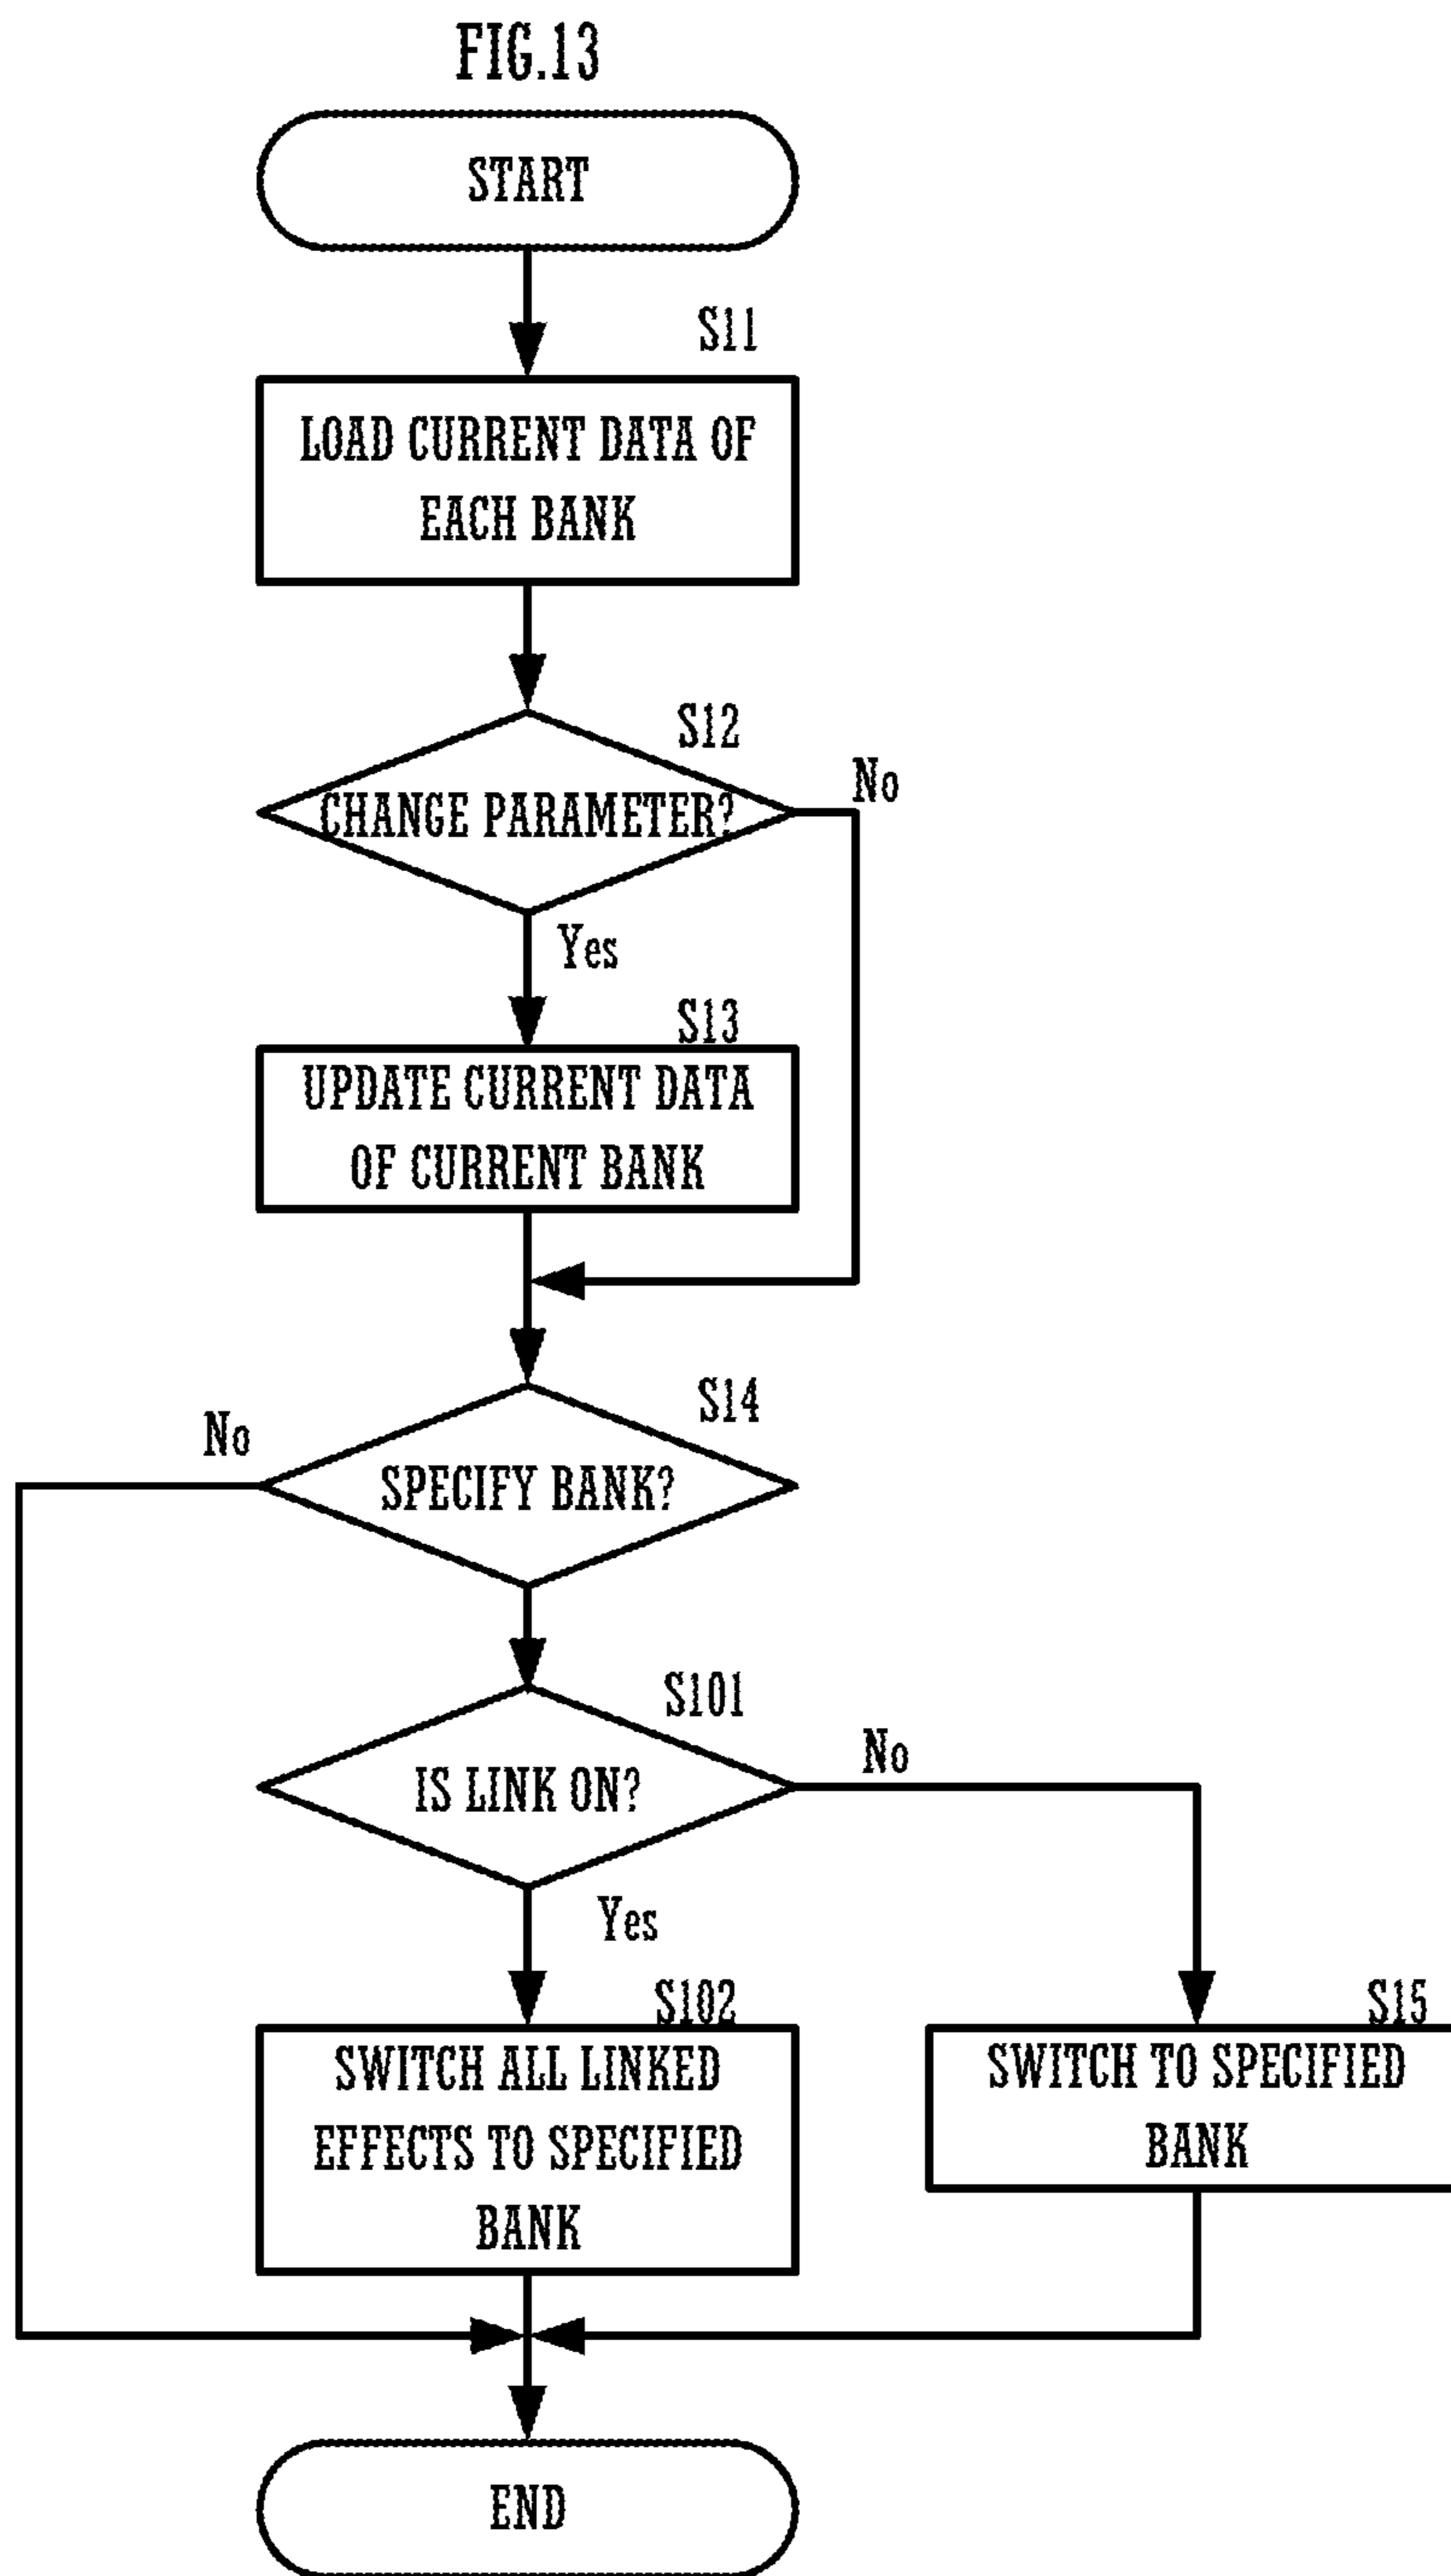 FIG.13
START
S11
LOAD CURRENT DATA OF
EACH BANK
S12
CHANGE PARAMETER?
No
Yes
S13
UPDATE CURRENT DATA
OF CURRENT BANK
S14
No
SPECIFY BANK?
S101
IS LINK ON?
No
Yes
S102
SWITCH ALL LINKED
EFFECTS TO SPECIFIED
BANK
S15
SWITCH TO SPECIFIED
BANK
END